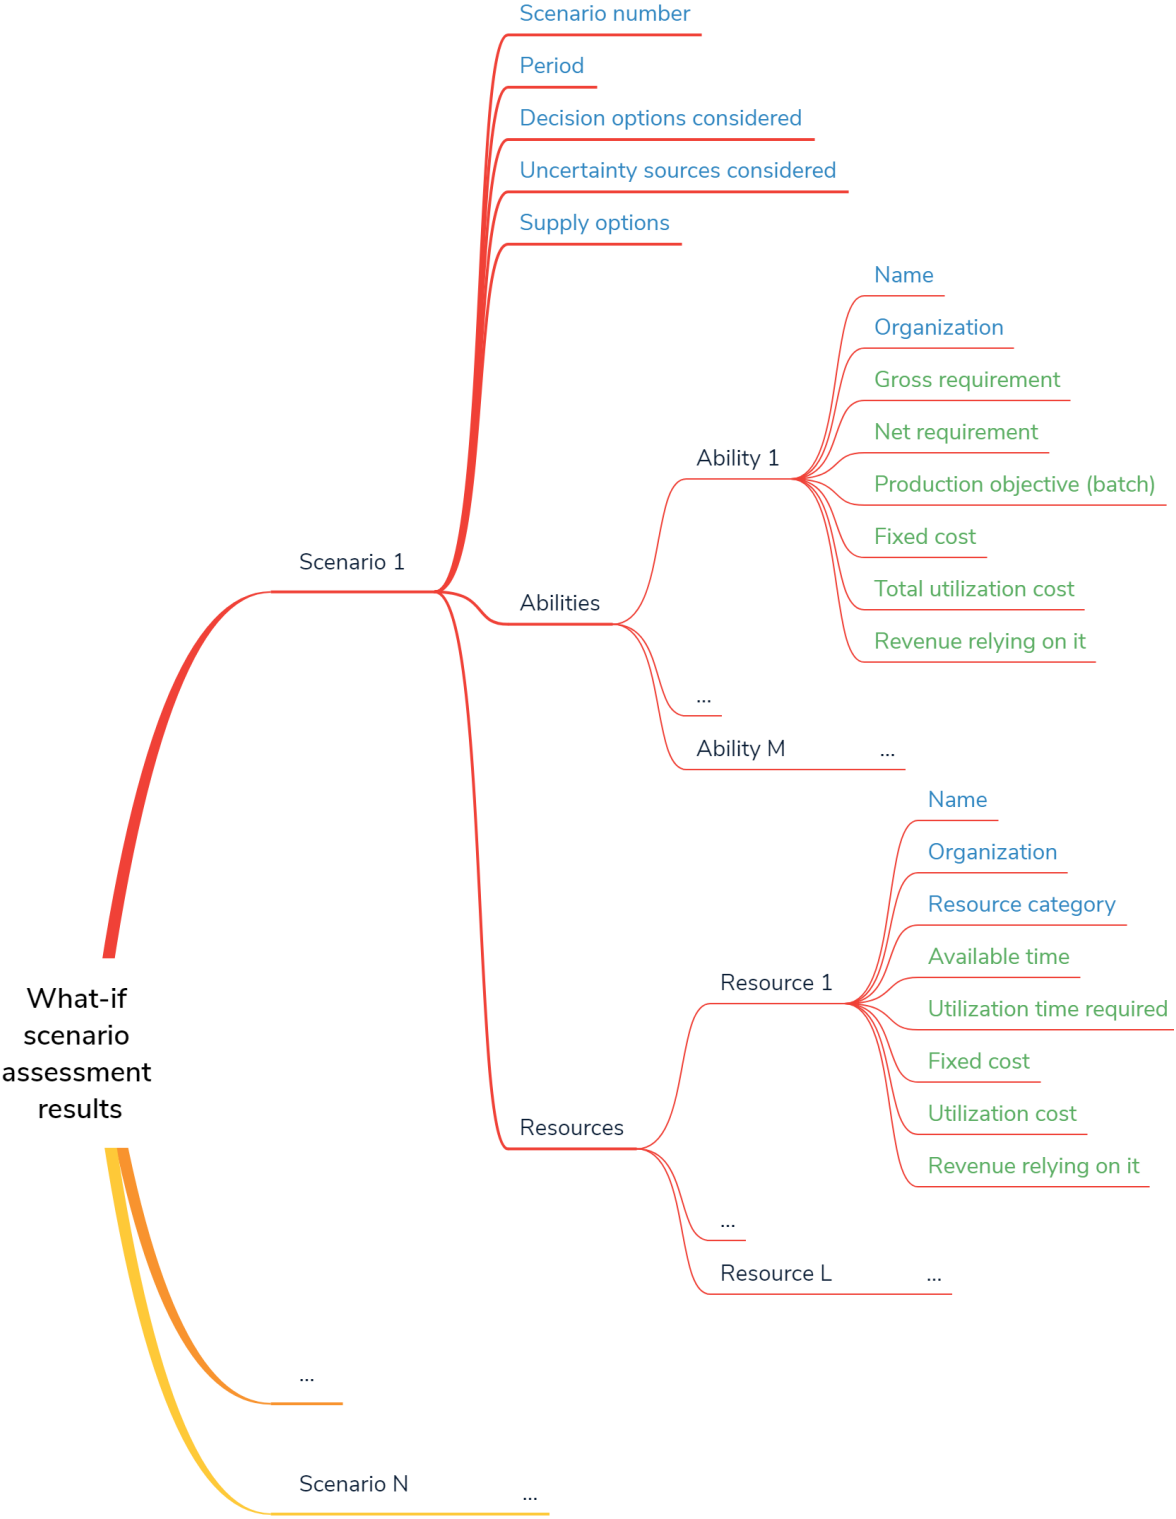 Scenario number
Period
Decision options considered
Uncertainty sources considered
Supply options
Name
Organization
Gross requirement
Net requirement
Ability 1
Production objective (batch)
Fixed cost
Scenario 1
Total utilization cost
Abilities
Revenue relying on it
...
Ability M ...
Name
Organization
Resource category
Available time
Resource 1
Utilization time required
What-if
scenario
assessment
results
Fixed cost
Utilization cost
Resources
Revenue relying on it
...
Resource L ...
...
Scenario N ...